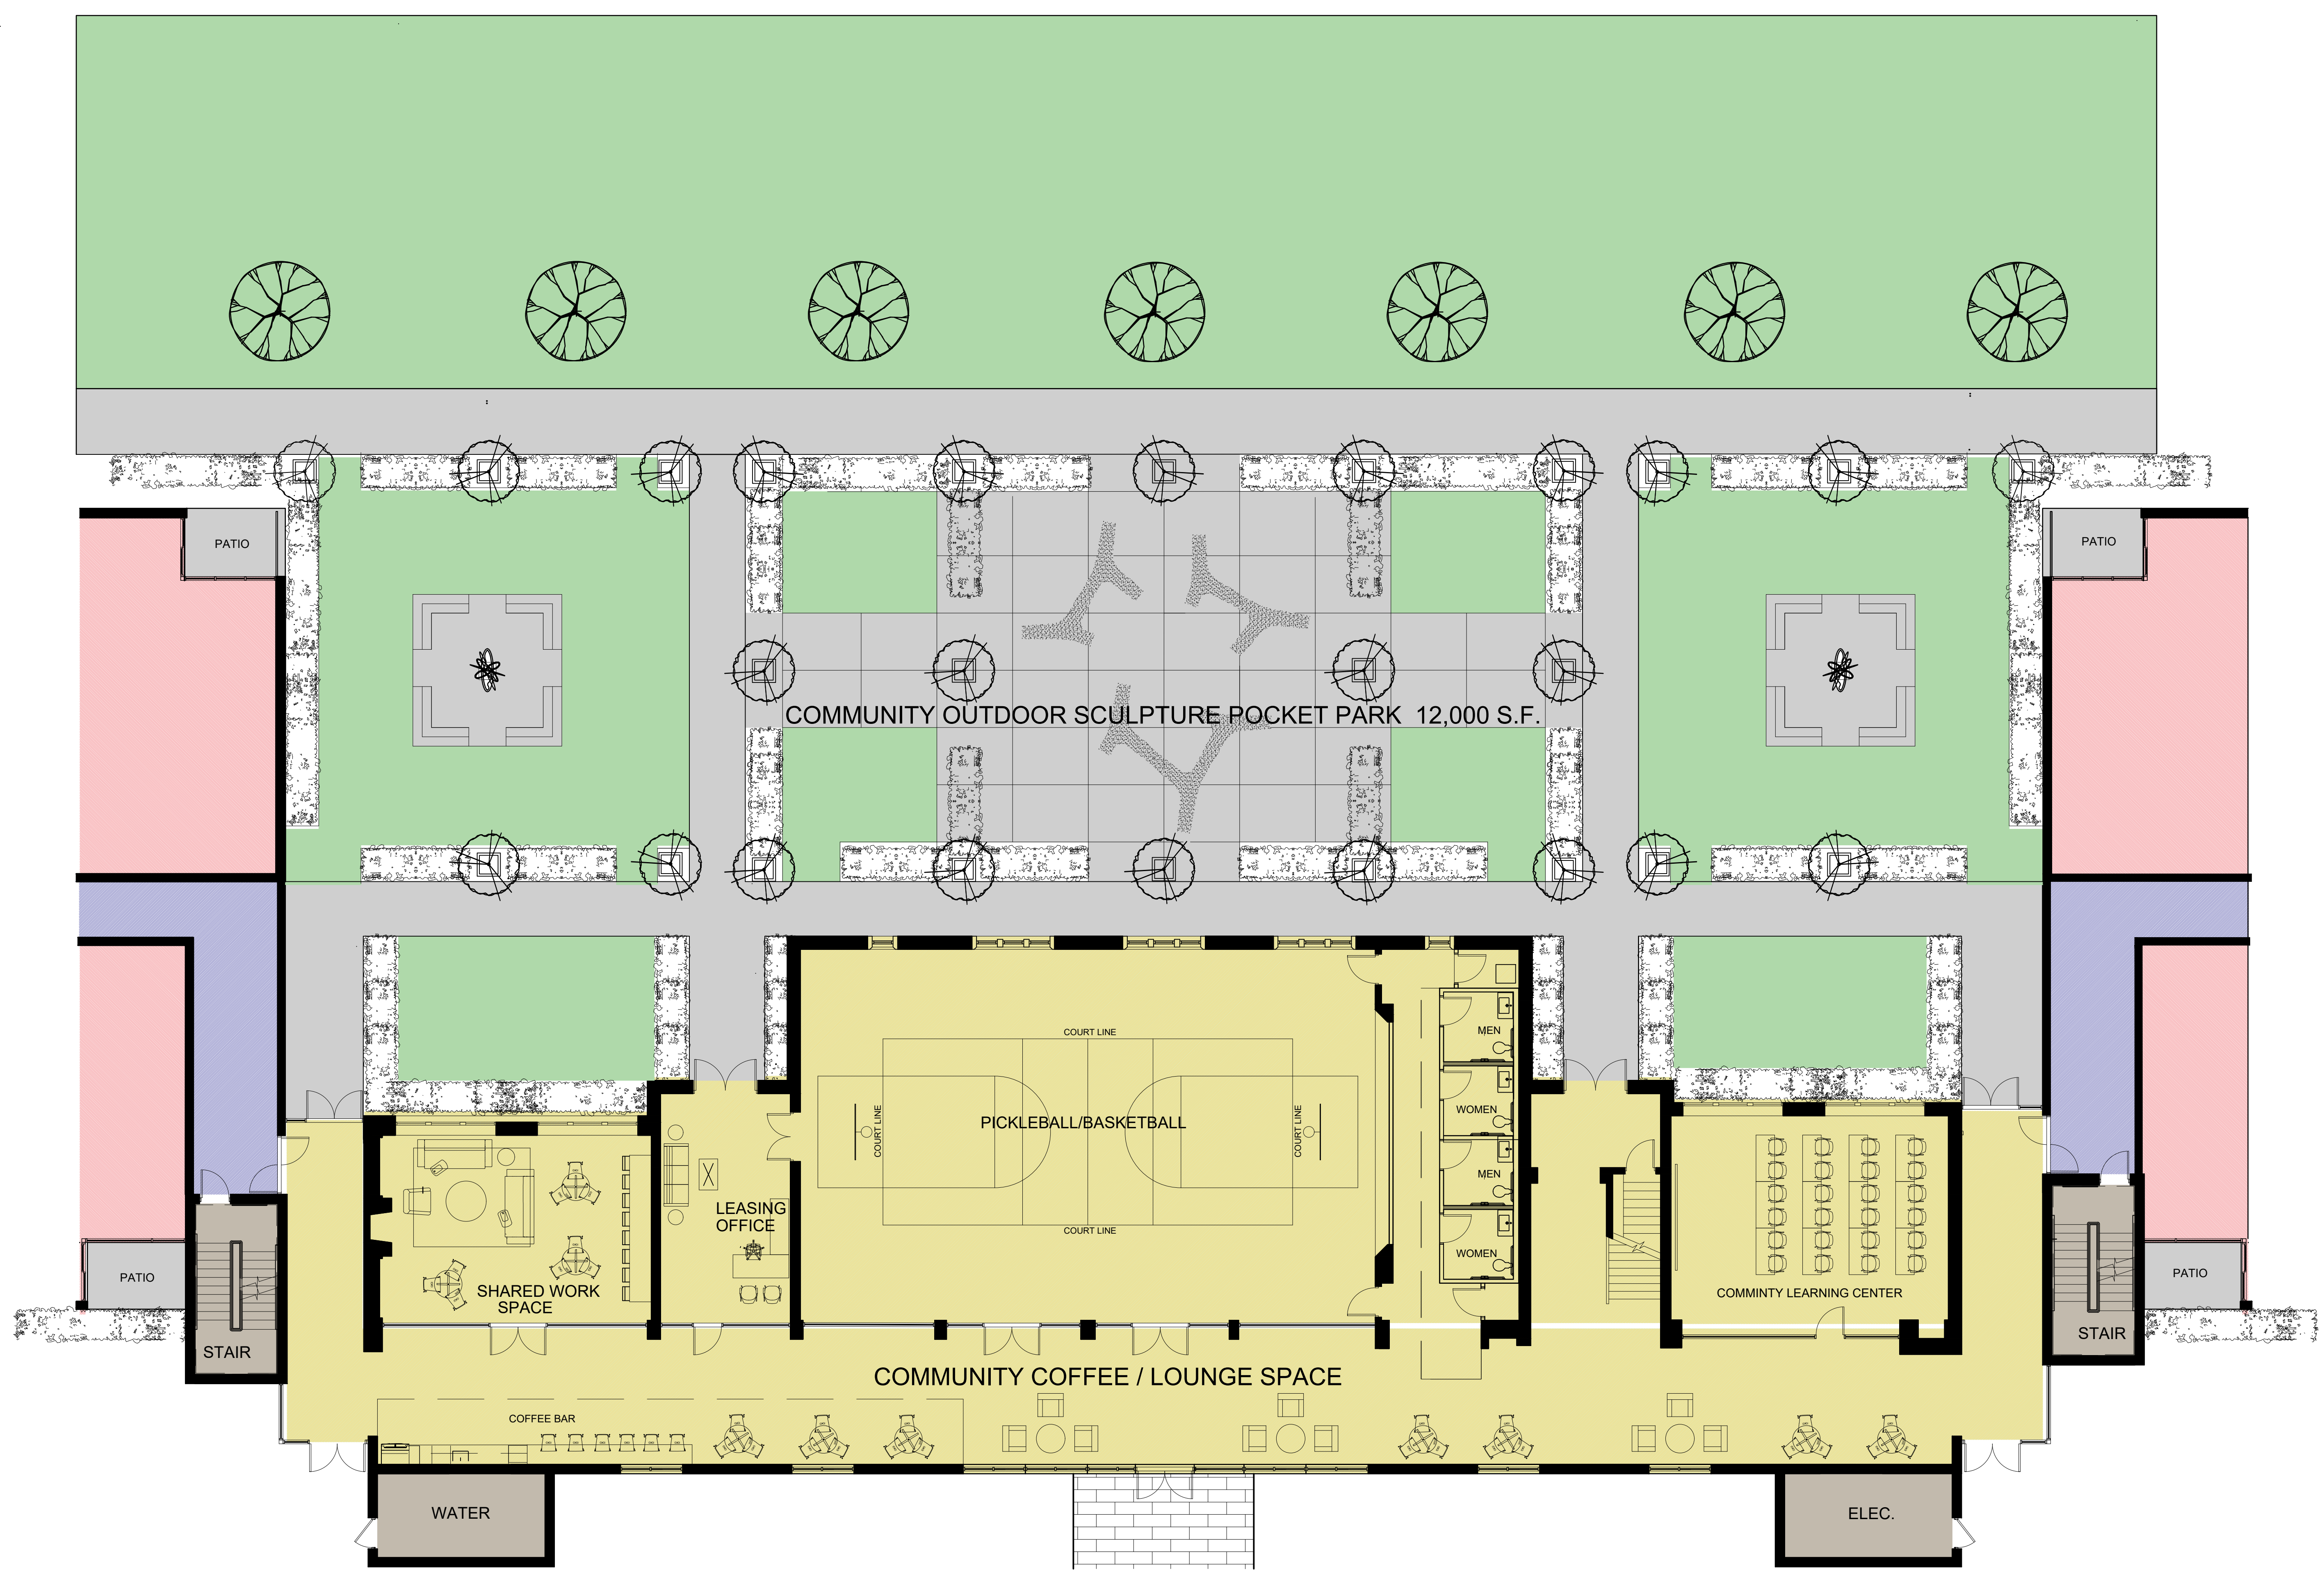 PATIO
PATIO
COMMUNITY OUTDOOR SCULPTURE POCKET PARK 12,000 S.F.
COURT LINE
MEN
WOMEN
PICKLEBALL/BASKETBALL
COURT LINE
COURT LINE
MEN
LEASING
OFFICE
COURT LINE
WOMEN
PATIO
PATIO
SHARED WORK
SPACE
COMMINTY LEARNING CENTER
STAIR
STAIR
COMMUNITY COFFEE / LOUNGE SPACE
COFFEE BAR
WATER
ELEC.